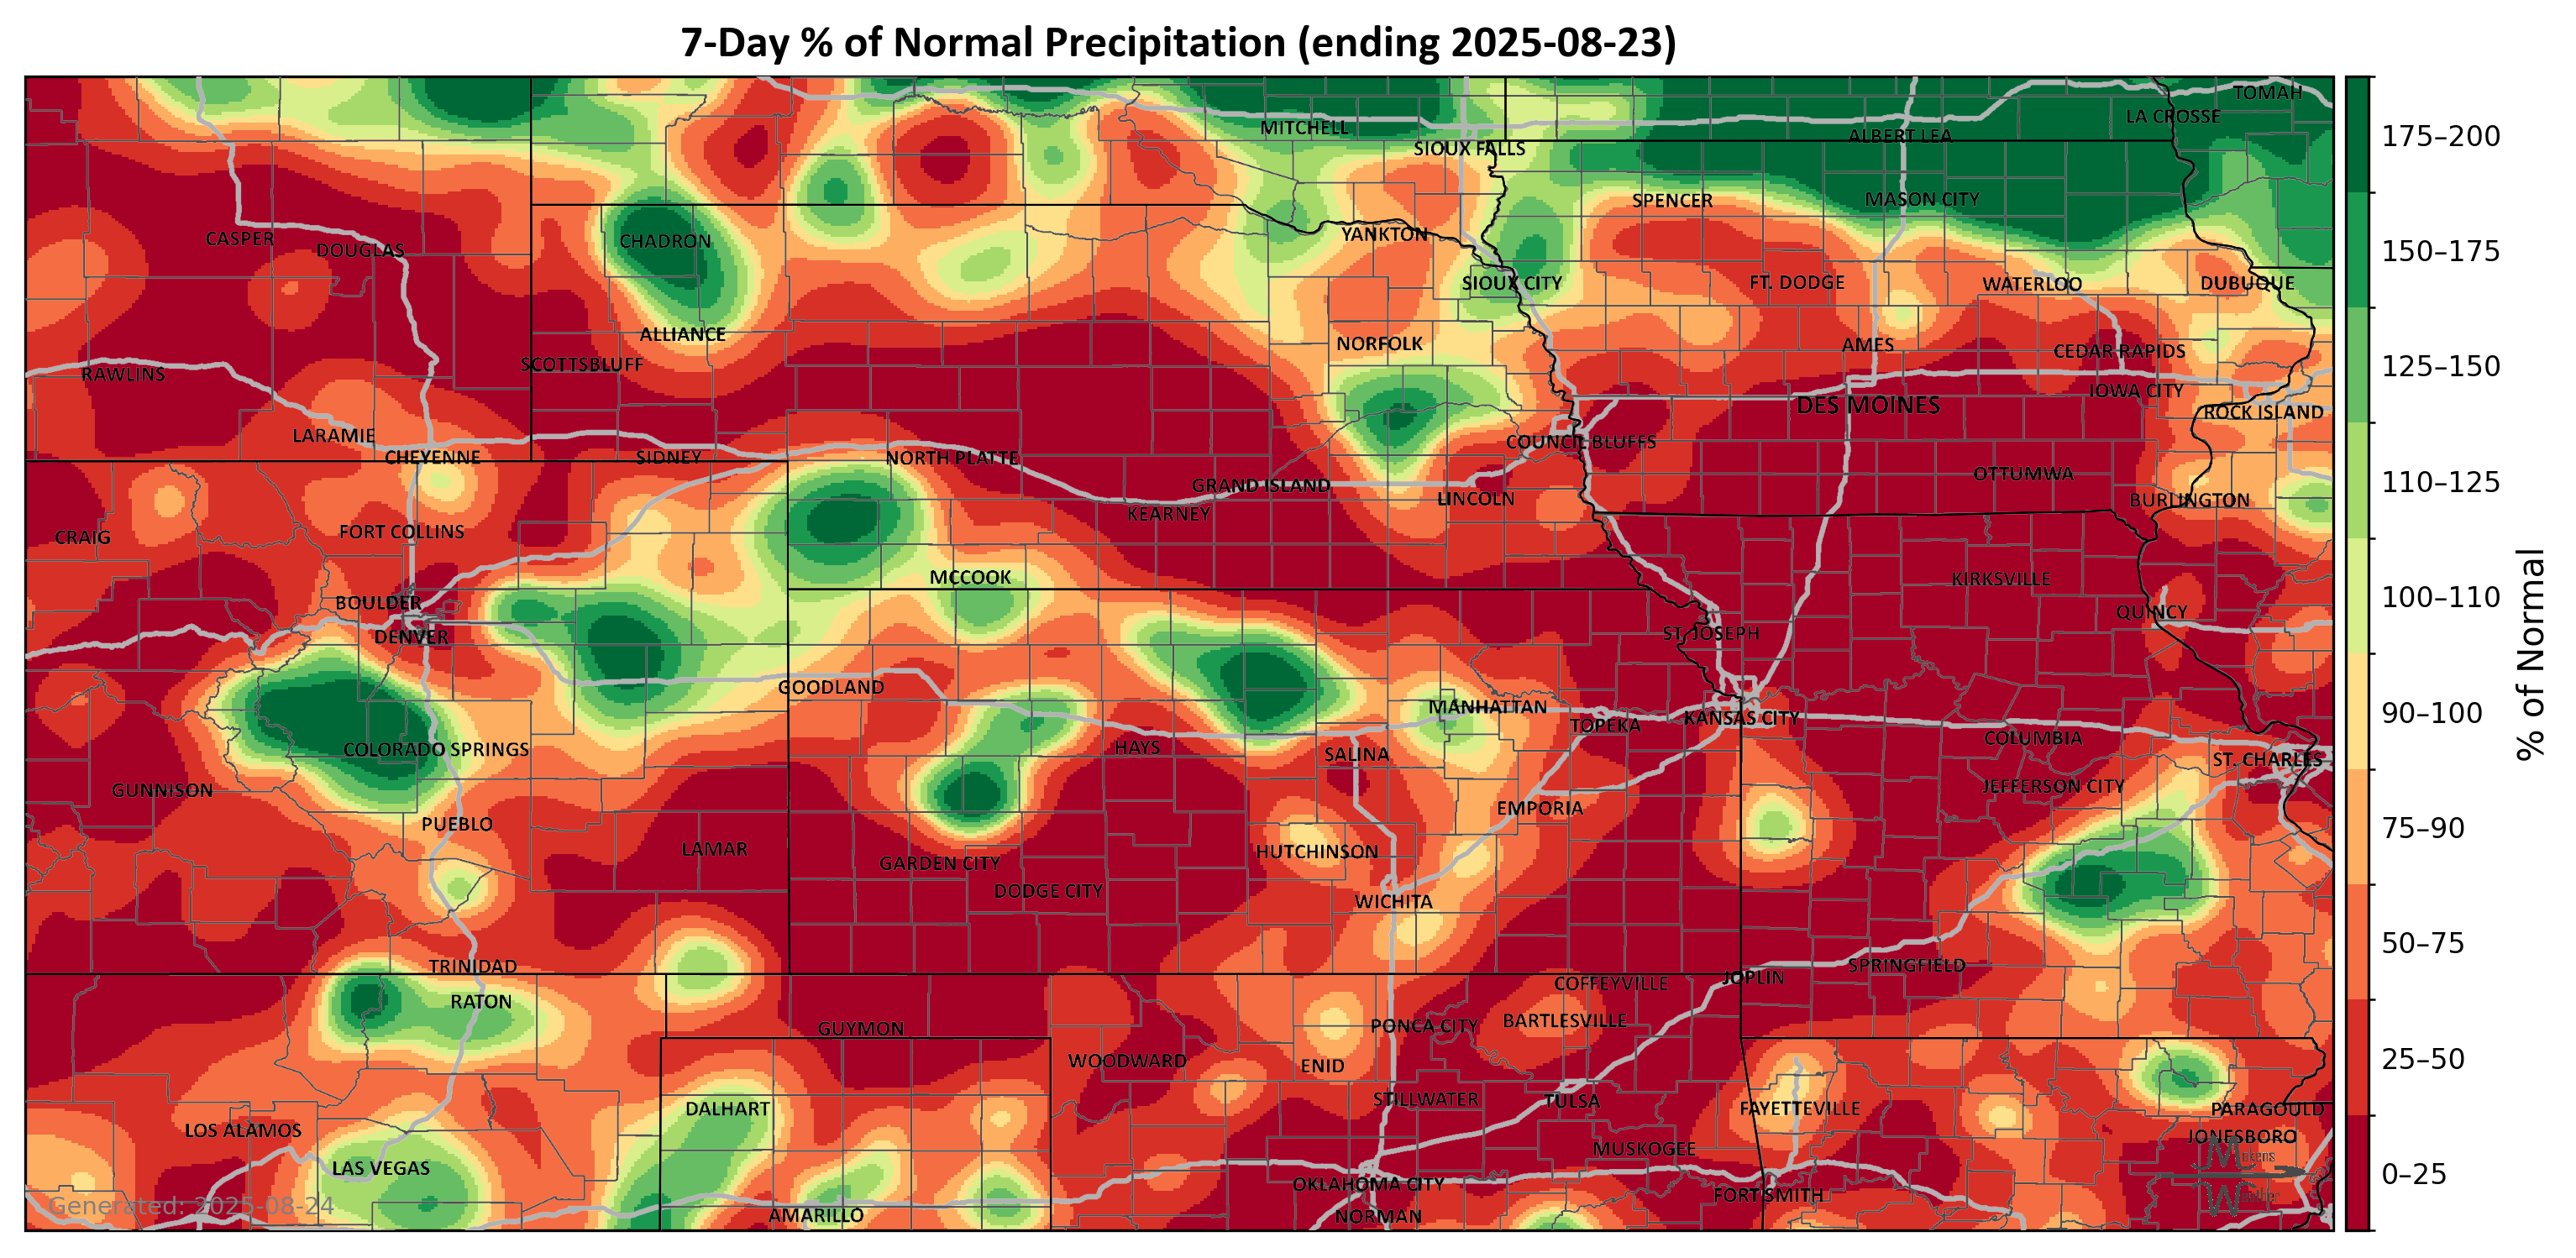 7-Day % of Normal Precipitation (ending 2025-08-23)
TOMAH
LA CROSSE
MITCHELL
ALBERT LEA
SIOUX FALLS
SPENCER
MASON CITY
CASPER
DOUGLAS
CHADRON
YANKTON
SIOUX CITY
FT. DODGE
WATERLOO
DUBUQUE
ALLIANCE
NORFOLK
AMES
CEDAR RAPIDS
SCOTTSBLUFF
RAWLINS
IOWA CITY
DES MOINES
ROCK ISLAND
LARAMIE
COUNCIL BLUFFS
CHEYENNE
SIDNEY
NORTH PLATTE
OTTUMWA
GRAND ISLAND
LINCOLN
BURLINGTON
KEARNEY
CRAIG
FORT COLLINS
MCCOOK
KIRKSVILLE
BOULDER
QUINCY
DENVER
ST. JOSEPH
GOODLAND
MANHATTAN
KANSAS CITY
TOPEKA
COLORADO SPRINGS
HAYS
SALINA
COLUMBIA
ST. CHARLES
GUNNISON
JEFFERSON CITY
EMPORIA
PUEBLO
LAMAR
HUTCHINSON
GARDEN CITY
DODGE CITY
WICHITA
TRINIDAD
SPRINGFIELD
JOPLIN
COFFEYVILLE
RATON
GUYMON
PONCA CITY
BARTLESVILLE
WOODWARD
ENID
STILLWATER
TULSA
DALHART
FAYETTEVILLE
PARAGOULD
LOS ALAMOS
JONESBORO
MUSKOGEE
LAS VEGAS
OKLAHOMA CITY
FORT SMITH
AMARILLO
NORMAN
Generated: 2025-08-24
175–200
150–175
125–150
110–125
100–110
90–100
75–90
50–75
25–50
0–25
% of Normal